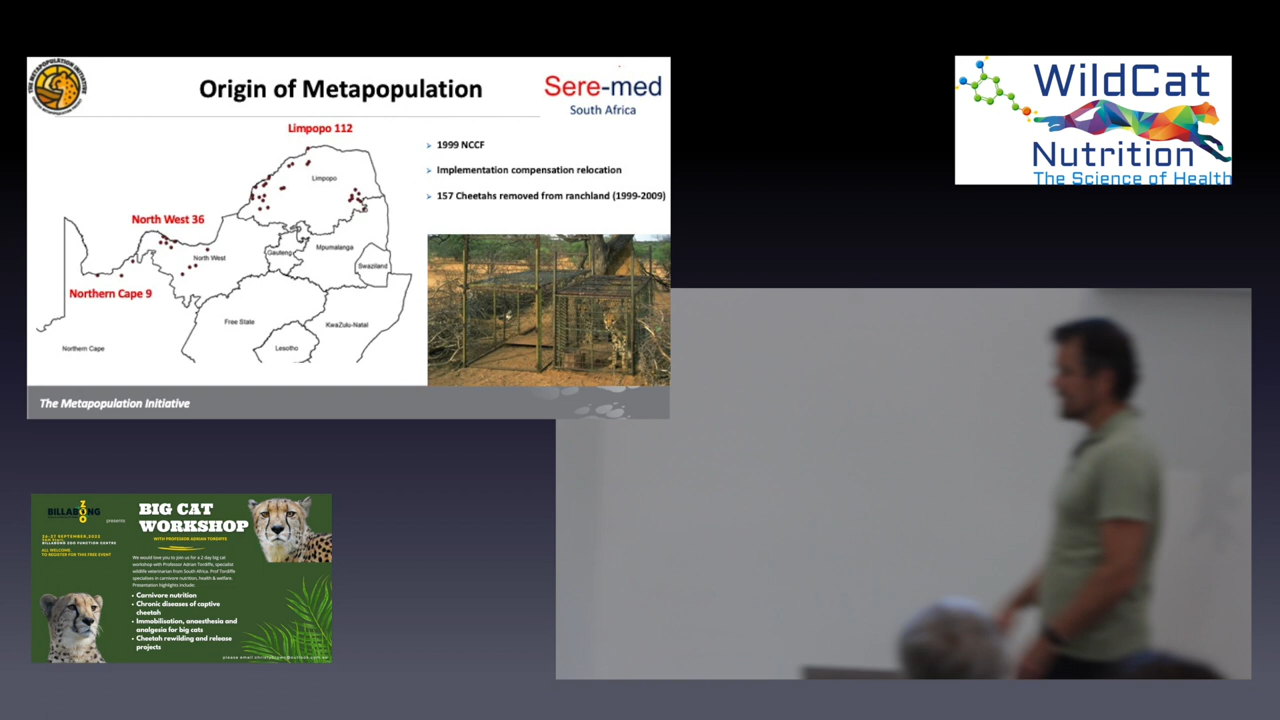 THE METAPOPULATION INITIATIVE
Origin of Metapopulation
Sere-med
South Africa
Limpopo 112
1999 NCCF
Implementation compensation relocation
157 Cheetahs removed from ranchland (1999-2009)
Limpopo
North West 36
North West
Gauteng
Mpumalanga
Swaziland
Northern Cape 9
Free State
KwaZulu-Natal
Lesotho
Northern Cape
The Metapopulation Initiative
WildCat
Nutrition
The Science of Health
BILLABONG
ZOO
presents
BIG CAT
WORKSHOP
WITH PROFESSOR ADRIAN TORDIFFE
BILLABONG ZOO FUNCTION CENTRE
ALL WELCOME.
TO REGISTER FOR THIS FREE EVENT
We would love you to join us for a 2 day big cat
workshop with Professor Adrian Tordiffe, specialist
wildlife veterinarian from South Africa. Prof Tordiffe
specialises in carnivore nutrition, health & welfare.
Presentation highlights include:
• Carnivore nutrition
• Chronic diseases of captive
cheetah
• Immobilisation, anaesthesia and
analgesia for big cats
• Cheetah rewilding and release
projects